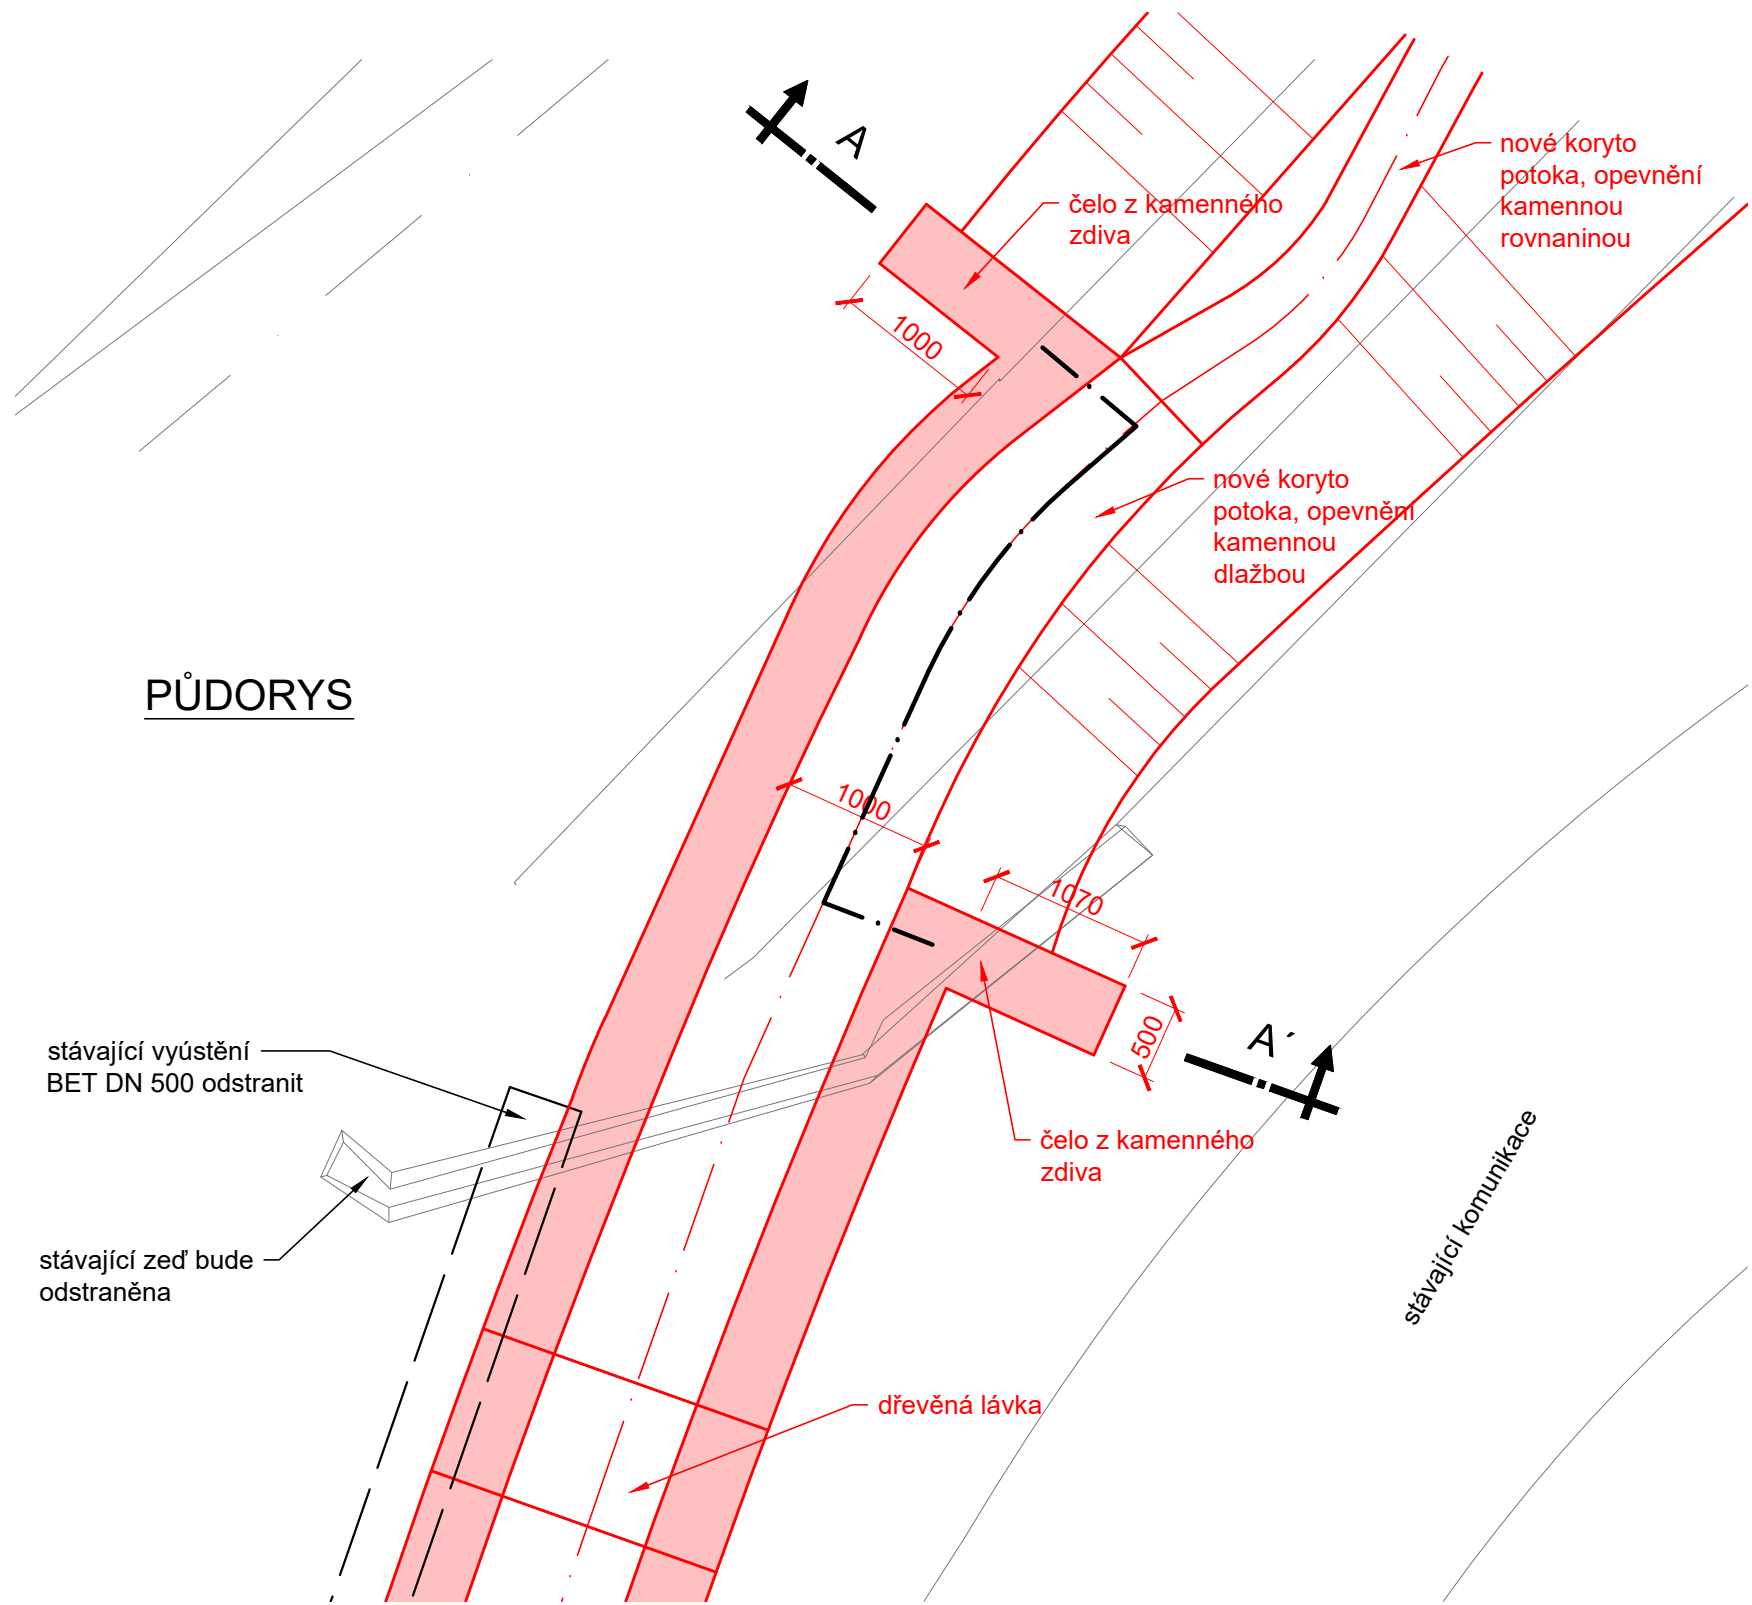 A
nové koryto
potoka, opevnění
kamennou
rovnaninou
čelo z kamenného
zdiva
1000
nové koryto
potoka, opevnění
kamennou
dlažbou
PŮDORYS
1000
1070
500
A´
stávající vyústění
BET DN 500 odstranit
čelo z kamenného
zdiva
stávající komunikace
stávající zeď bude
odstraněna
dřevěná lávka